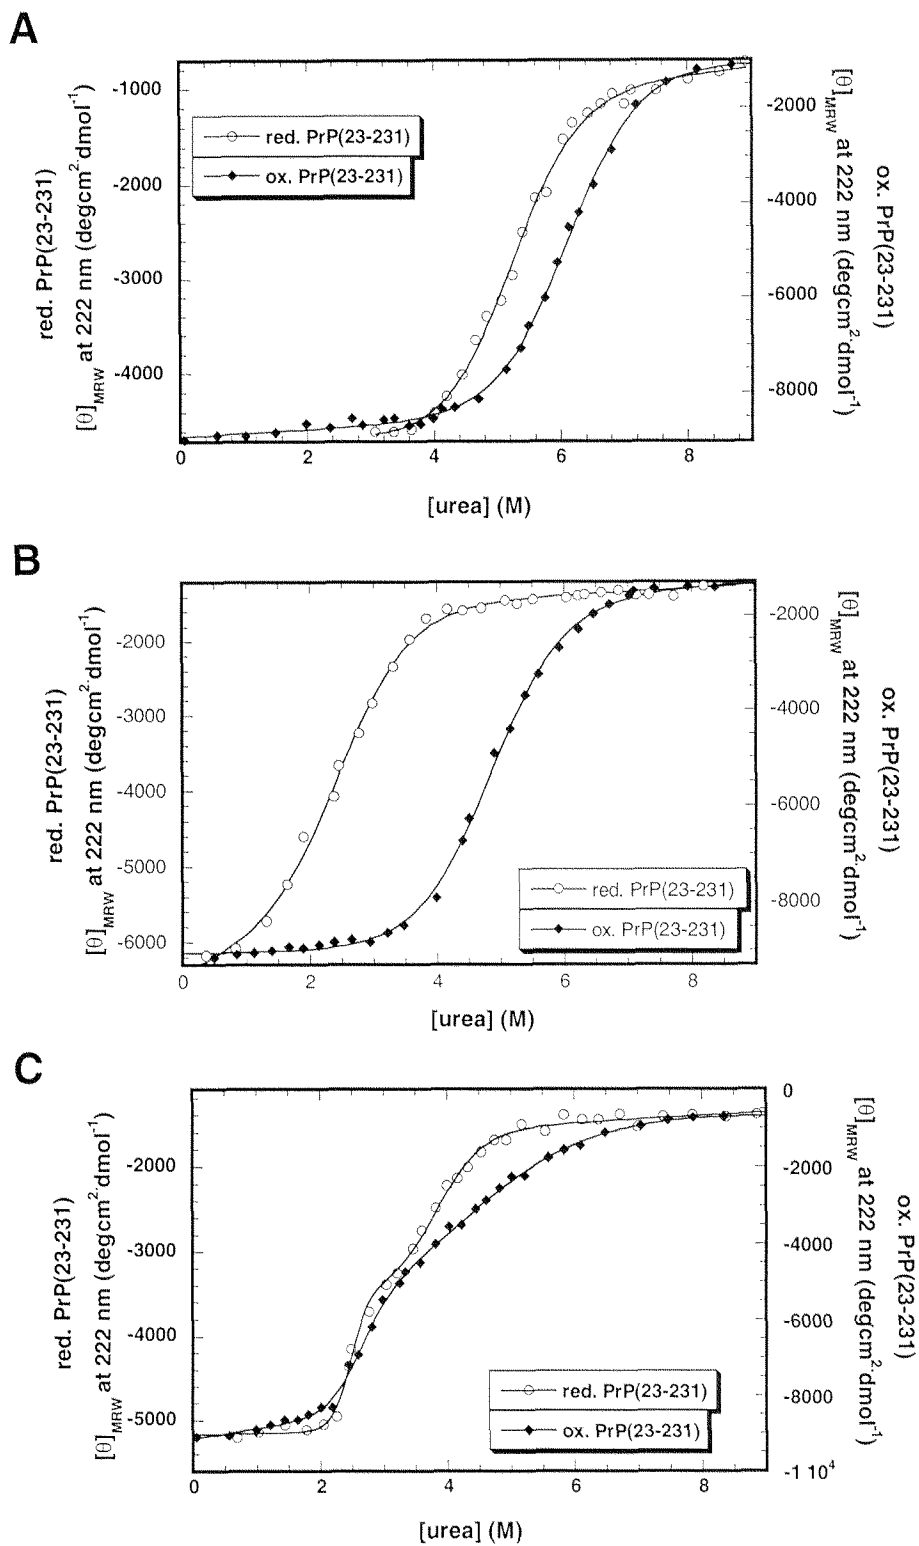 A
red. PrP(23-231)
[θ]MRW at 222 nm (degcm2·dmol-1)
-1000
-2000
-3000
-4000
red. PrP(23-231)
ox. PrP(23-231)
-2000
-4000
-6000
-8000
[θ]MRW at 222 nm (degcm2·dmol-1)
ox. PrP(23-231)
0 2 4 6 8
[urea] (M)
B
red. PrP(23-231)
[θ]MRW at 222 nm (degcm2·dmol-1)
-2000
-3000
-4000
-5000
-6000
red. PrP(23-231)
ox. PrP(23-231)
-2000
-4000
-6000
-8000
[θ]MRW at 222 nm (degcm2·dmol-1)
ox. PrP(23-231)
0 2 4 6 8
[urea] (M)
C
red. PrP(23-231)
[θ]MRW at 222 nm (degcm2·dmol-1)
-2000
-3000
-4000
-5000
red. PrP(23-231)
ox. PrP(23-231)
0
-2000
-4000
-6000
-8000
-1 104
[θ]MRW at 222 nm (degcm2·dmol-1)
ox. PrP(23-231)
0 2 4 6 8
[urea] (M)